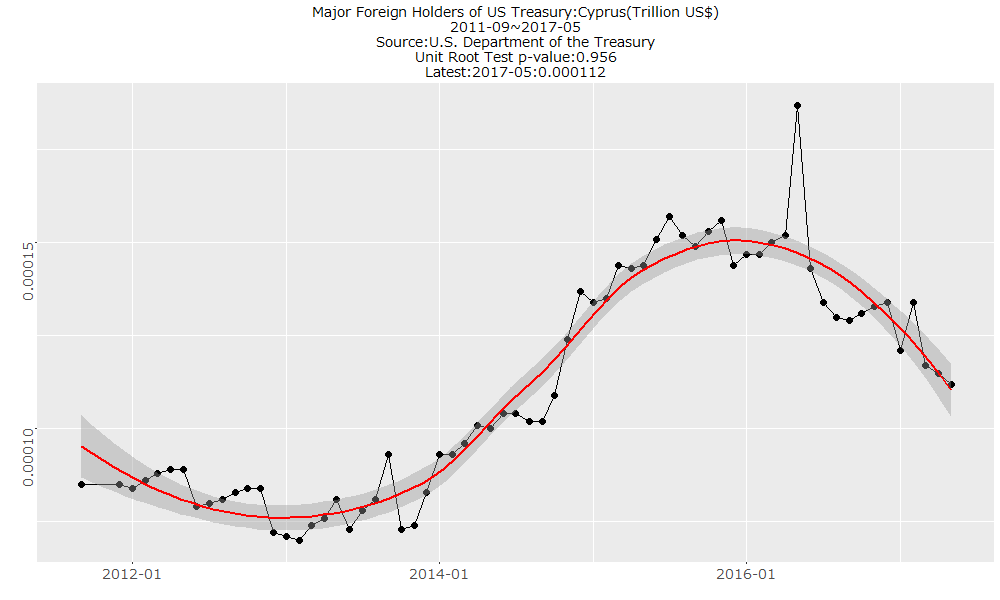 Major Foreign Holders of US Treasury:Cyprus(Trillion US$)
2011-09~2017-05
Source:U.S. Department of the Treasury
Unit Root Test p-value:0.956
Latest:2017-05:0.000112
0.00015
0.00010
2012-01
2014-01
2016-01